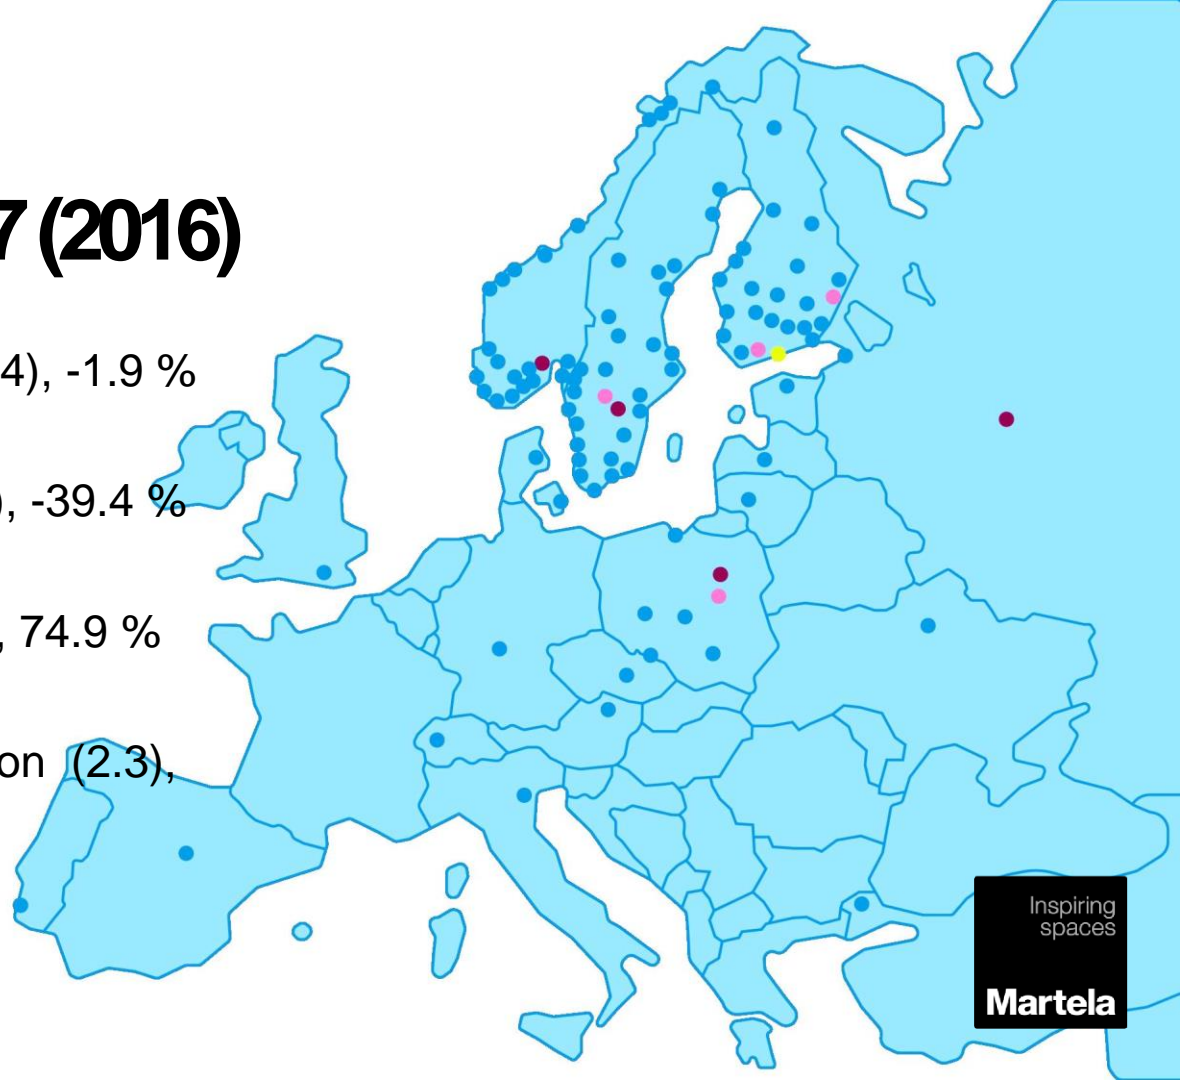 7 (2016)
4), -1.9 %
), -39.4 %
, 74.9 %
on (2.3),
Inspiring
spaces
Martela